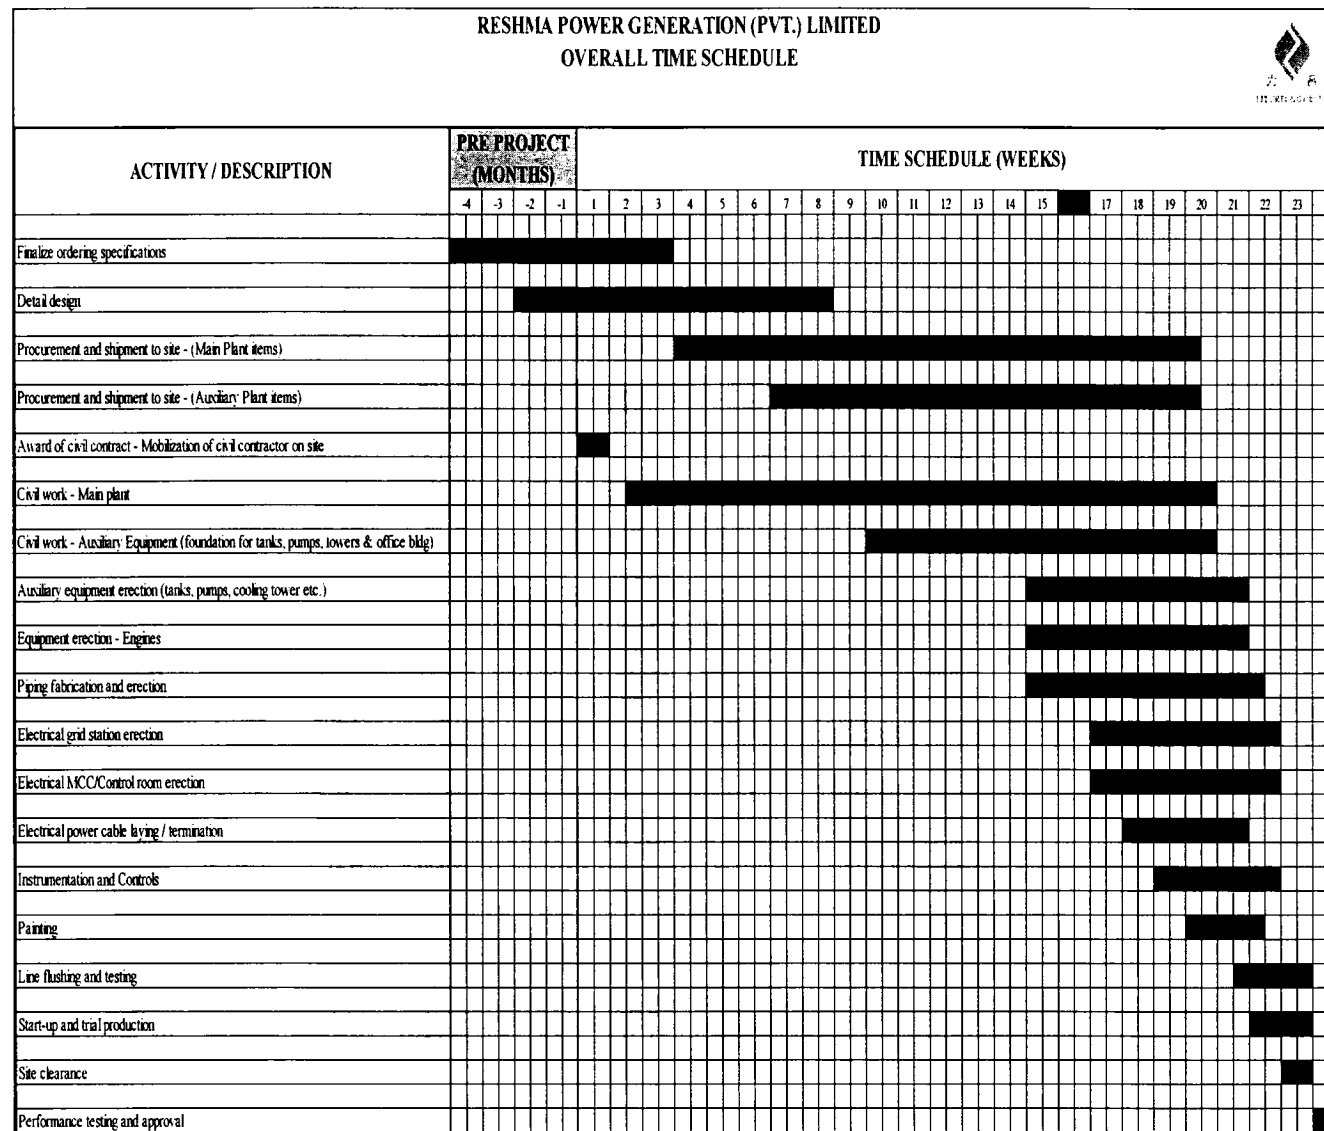 RESHMA POWER GENERATION (PVT.) LIMITED
OVERALL TIME SCHEDULE
ACTIVITY / DESCRIPTION
PRE PROJECT
(MONTHS)
TIME SCHEDULE (WEEKS)
-4 -3 -2 -1 1 2 3 4 5 6 7 8 9 10 11 12 13 14 15 17 18 19 20 21 22 23
Finalize ordering specifications
Detail design
Procurement and shipment to site - (Main Plant items)
Procurement and shipment to site - (Auxiliary Plant items)
Award of civil contract - Mobilization of civil contractor on site
Civil work - Main plant
Civil work - Auxiliary Equipment (foundation for tanks, pumps, towers & office bldg)
Auxiliary equipment erection (tanks, pumps, cooling tower etc.)
Equipment erection - Engines
Piping fabrication and erection
Electrical grid station erection
Electrical MCC/Control room erection
Electrical power cable laying / termination
Instrumentation and Controls
Painting
Line flushing and testing
Start-up and trial production
Site clearance
Performance testing and approval